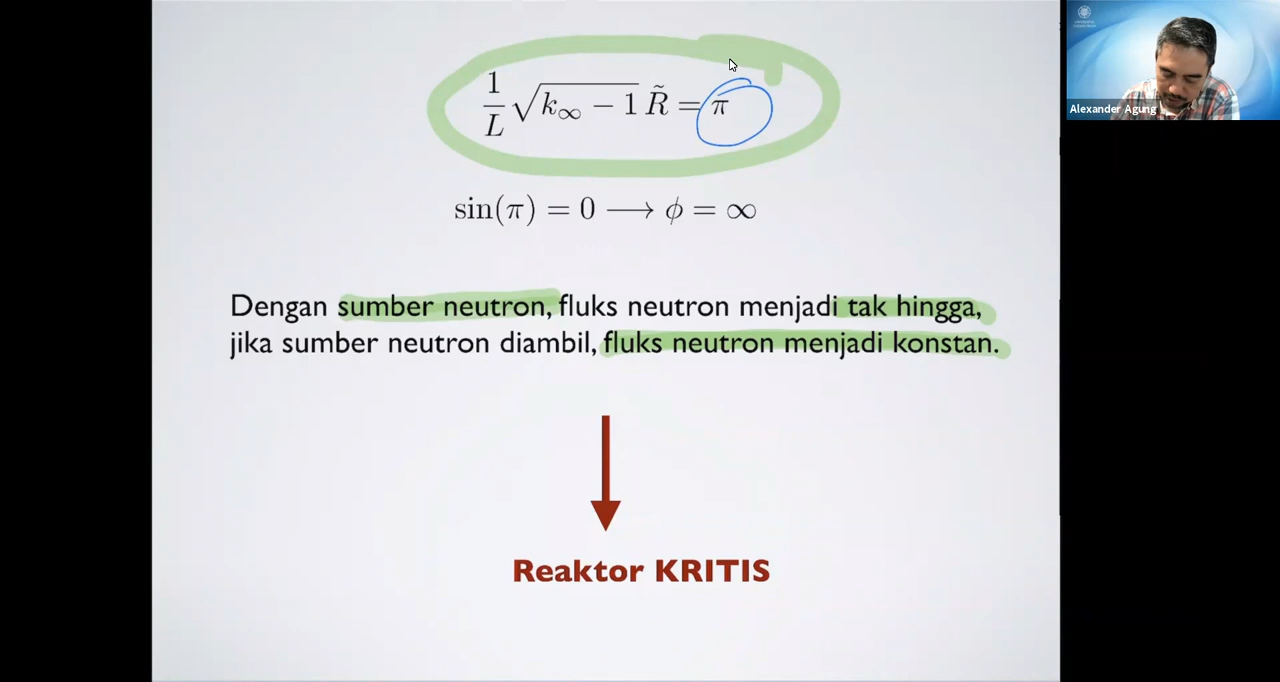 1/L √(k∞ − 1) R̃ = π
sin(π) = 0 ⟶ ϕ = ∞
Dengan sumber neutron, fluks neutron menjadi tak hingga,
jika sumber neutron diambil, fluks neutron menjadi konstan.
Reaktor KRITIS
Alexander Agung